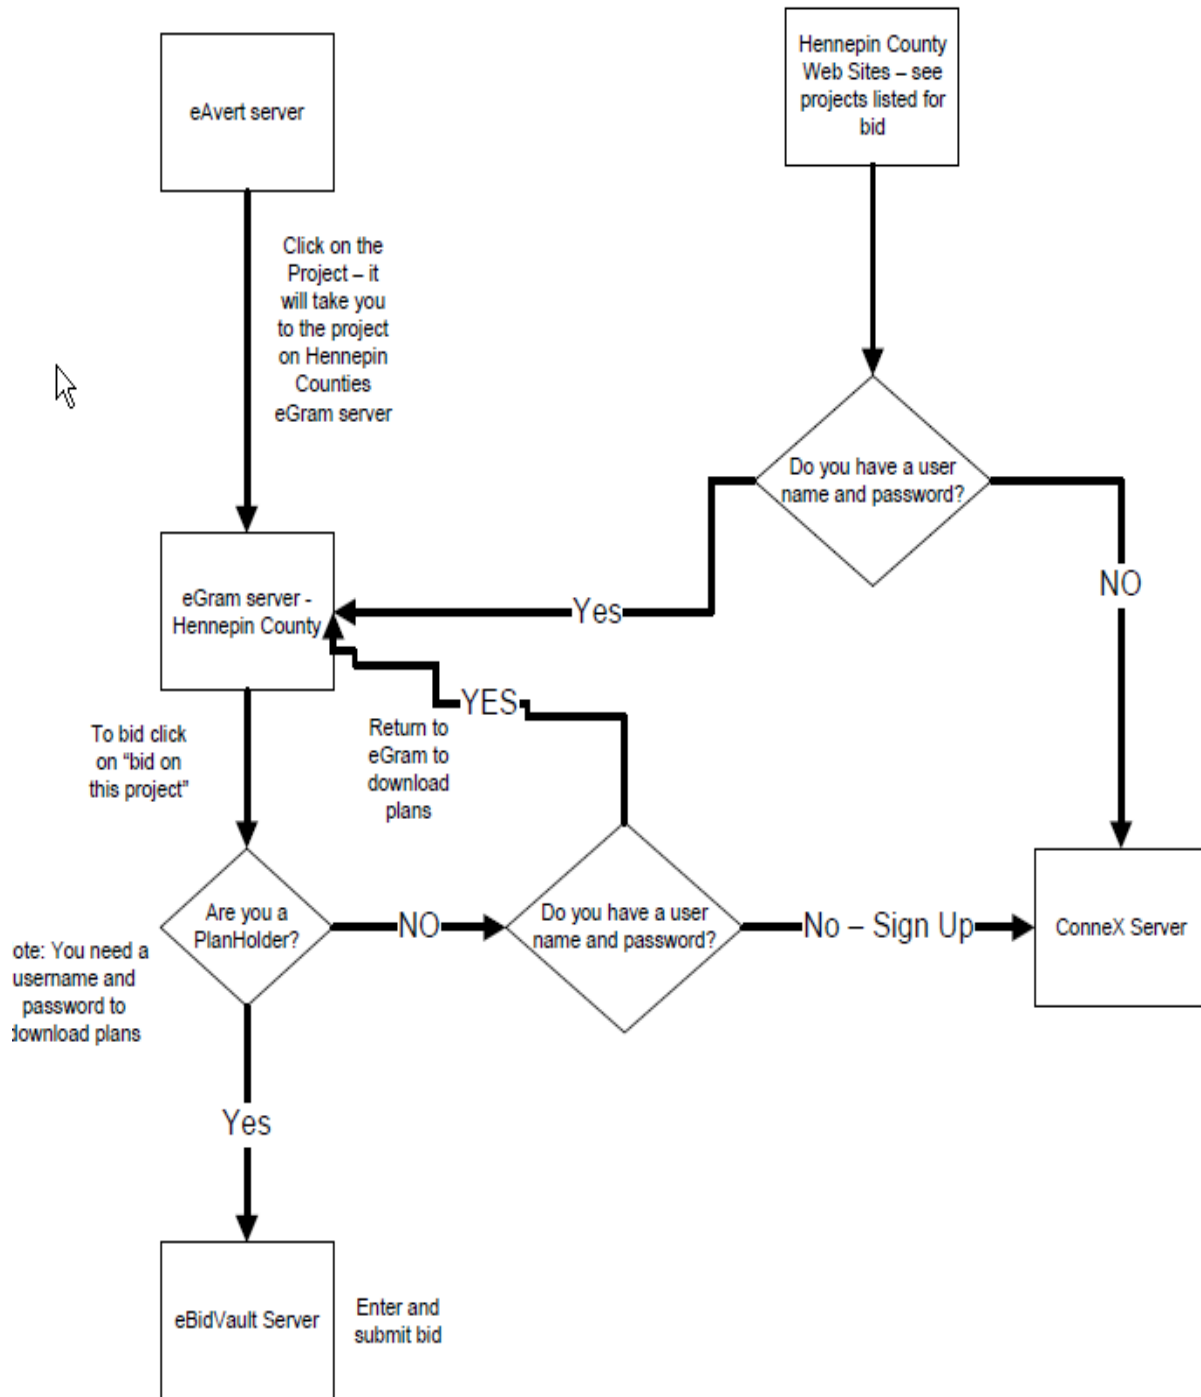 eAvert server
Hennepin County
Web Sites – see
projects listed for
bid
Click on the
Project – it
will take you
to the project
on Hennepin
Counties
eGram server
Do you have a user
name and password?
NO
Yes
eGram server -
Hennepin County
YES
Return to
eGram to
download
plans
To bid click
on “bid on
this project”
Are you a
PlanHolder?
NO
Do you have a user
name and password?
No – Sign Up
ConneX Server
ote: You need a
username and
password to
download plans
Yes
eBidVault Server
Enter and
submit bid